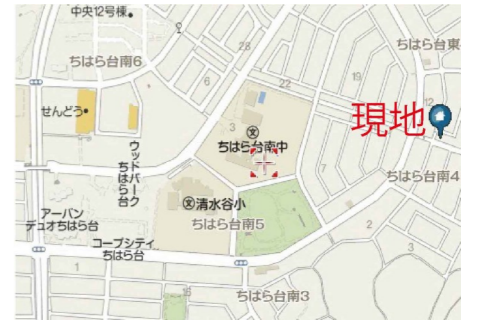 中央12号棟
ちはら台南6
ちはら台東
28
22
6
せんどう
3
文
ちはら台南中
12
現地
7
ウッドパーク
ちはら台
ちはら台南4
文清水谷小
アーバン
デュオちはら台
ちはら台南5
2
コープシティ
ちはら台
3
1
ちはら台南3
16